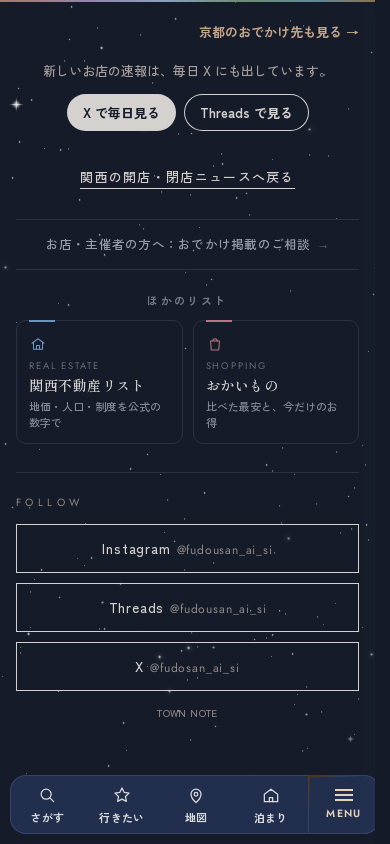 京都のおでかけ先も見る →
新しいお店の速報は、毎日 X にも出しています。
X で毎日見る
Threads で見る
関西の開店・閉店ニュースへ戻る
お店・主催者の方へ：おでかけ掲載のご相談 →
ほかのリスト
REAL ESTATE
関西不動産リスト
地価・人口・制度を公式の
数字で
SHOPPING
おかいもの
比べた最安と、今だけのお
得
FOLLOW
Instagram @fudousan_ai_si
Threads @fudousan_ai_si
X @fudosan_ai_si
TOWN NOTE
さがす
行きたい
地図
泊まり
MENU